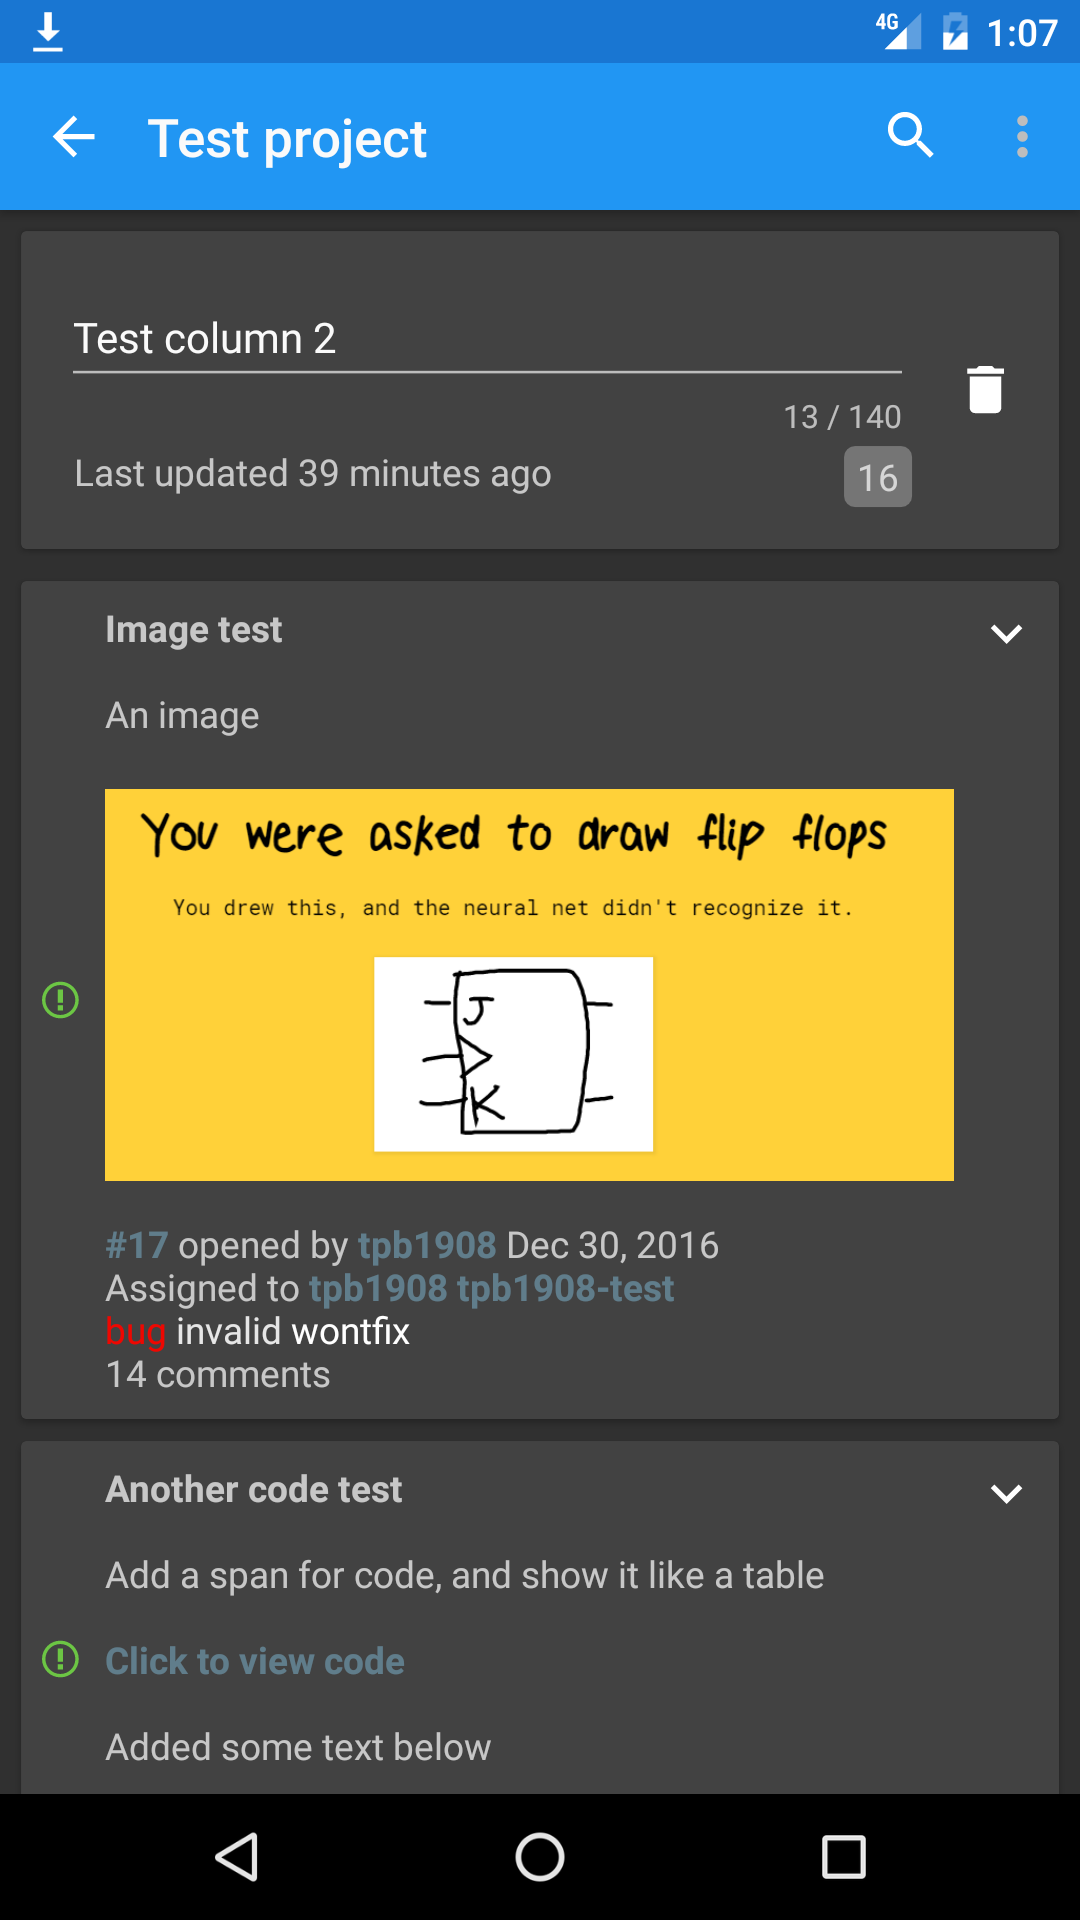 4G 1:07
Test project
Test column 2
13 / 140
Last updated 39 minutes ago
16
Image test
An image
You were asked to draw flip flops
You drew this, and the neural net didn't recognize it.
J
K
#17 opened by tpb1908 Dec 30, 2016
Assigned to tpb1908 tpb1908-test
bug invalid wontfix
14 comments
Another code test
Add a span for code, and show it like a table
Click to view code
Added some text below